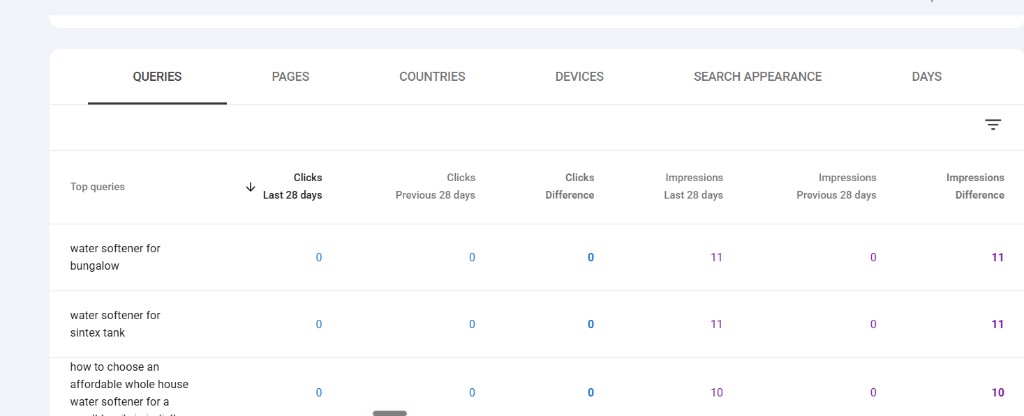 QUERIES PAGES COUNTRIES DEVICES SEARCH APPEARANCE DAYS
Top queries Clicks Last 28 days Clicks Previous 28 days Clicks Difference Impressions Last 28 days Impressions Previous 28 days Impressions Difference
water softener for
bungalow
0 0 0 11 0 11
water softener for
sintex tank
0 0 0 11 0 11
how to choose an
affordable whole house
water softener for a
0 0 0 10 0 10